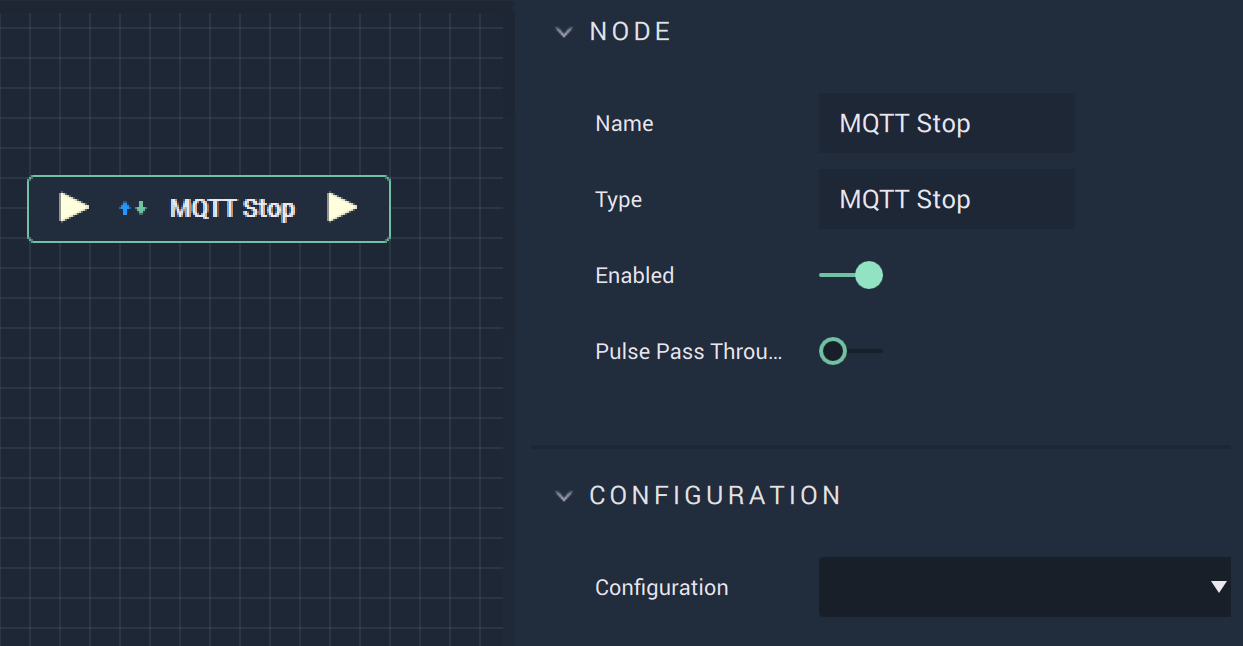 NODE
Name
MQTT Stop
MQTT Stop
Type
MQTT Stop
Enabled
Pulse Pass Throu...
CONFIGURATION
Configuration